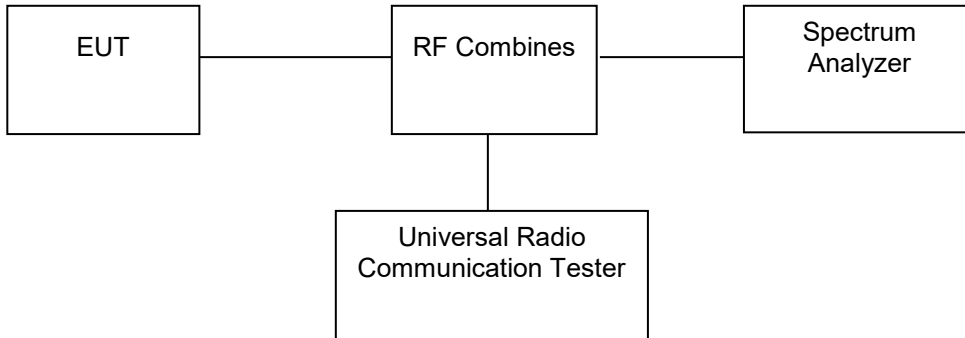 EUT
RF Combines
Spectrum
Analyzer
Universal Radio
Communication Tester